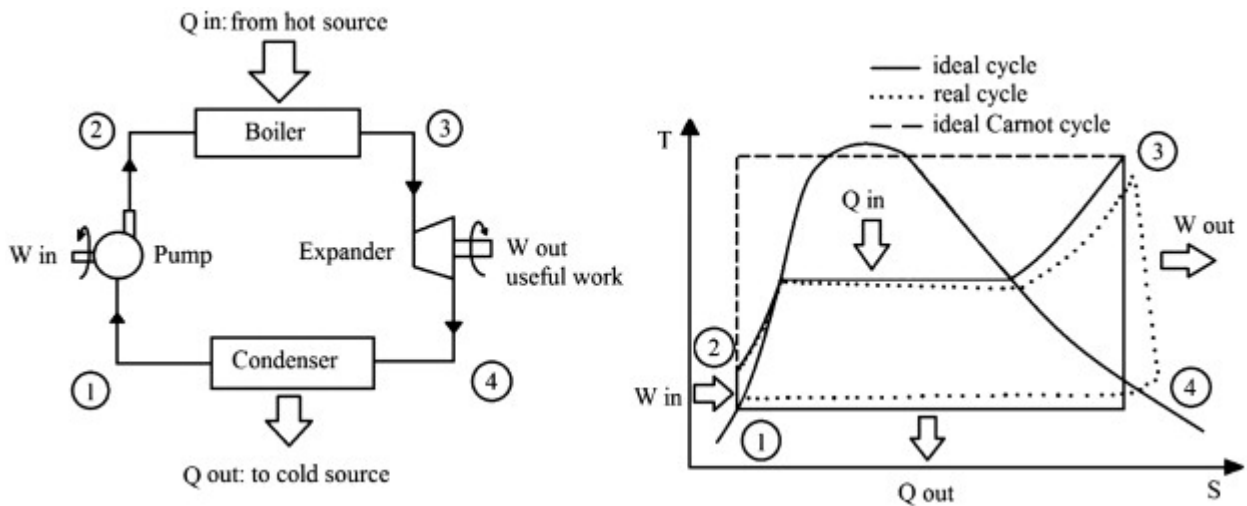 Q in: from hot source
2
Boiler
3
W in
Pump
Expander
W out
useful work
1
Condenser
4
Q out: to cold source
ideal cycle
real cycle
ideal Carnot cycle
T
3
Q in
W out
2
W in
4
1
Q out
S